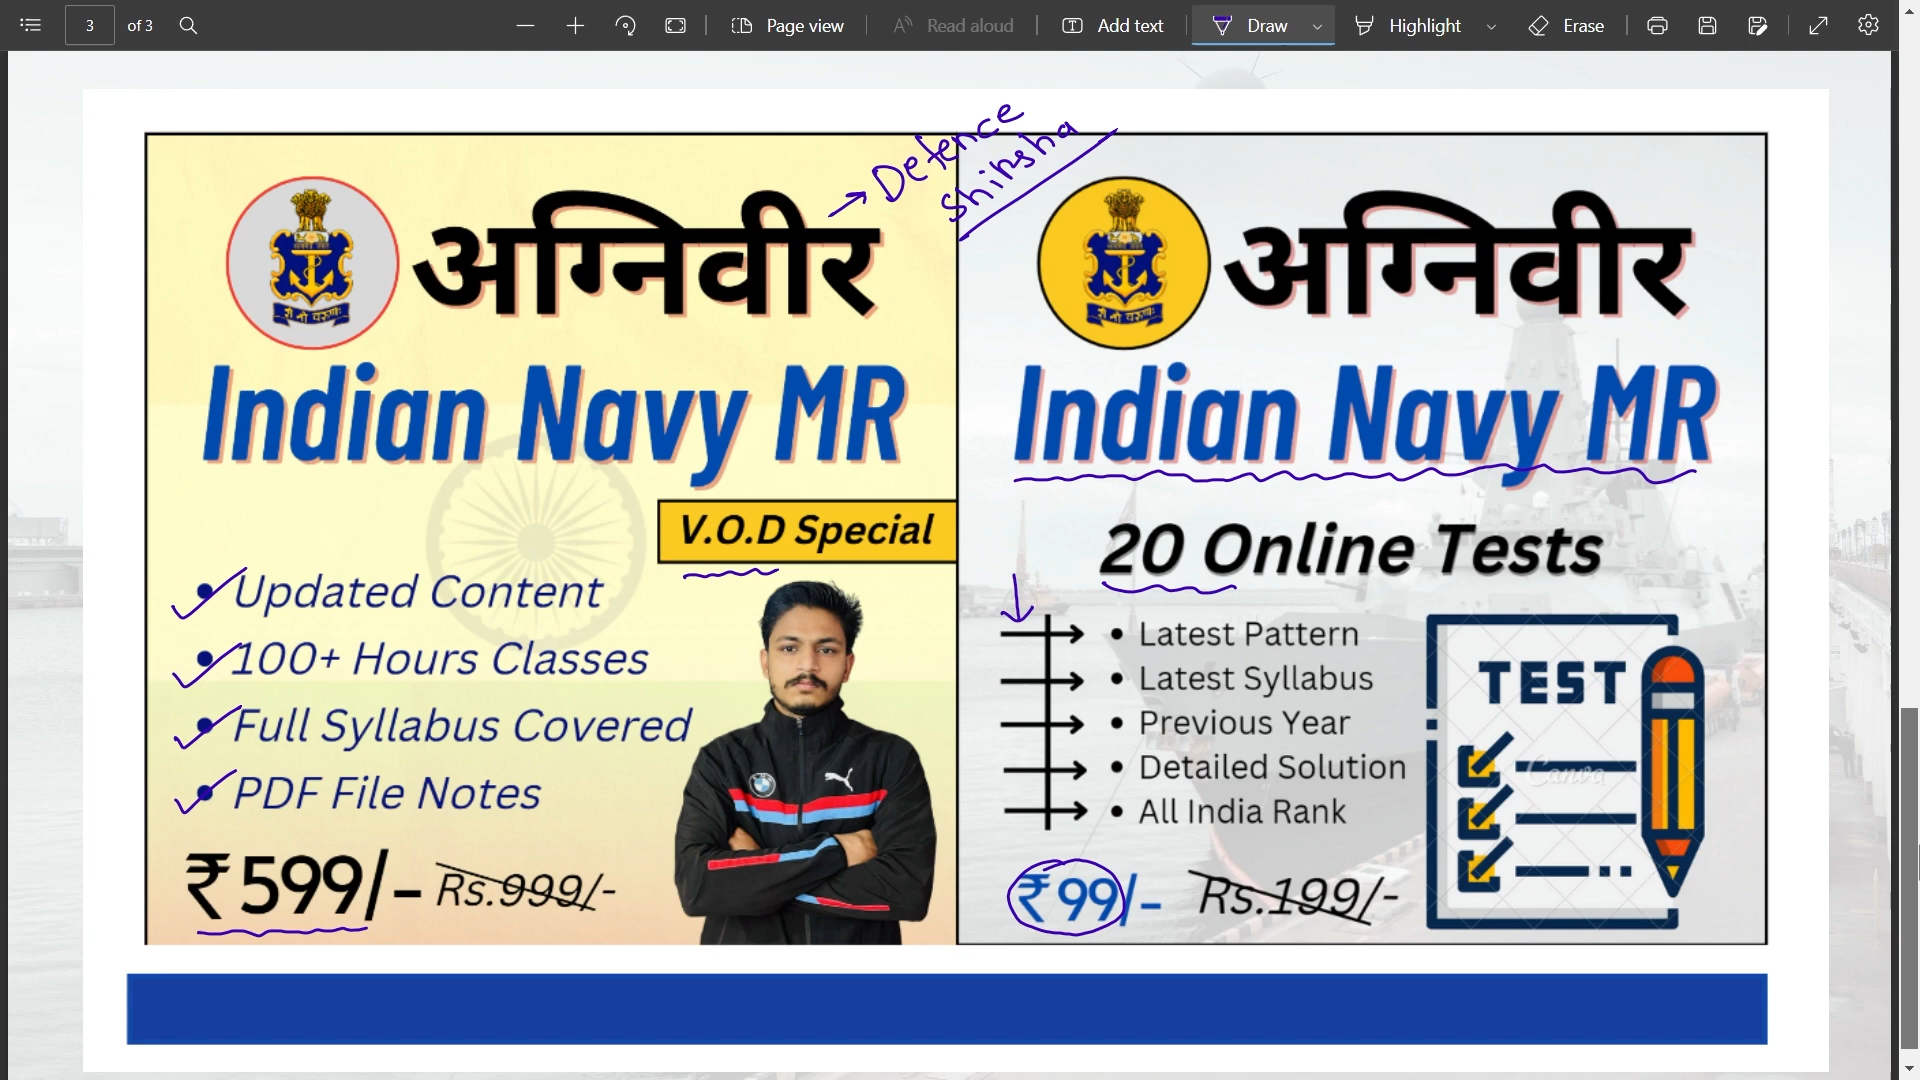 3 of 3 Page view Read aloud Add text Draw Highlight Erase
Defence
Shiksha
अग्निवीर
Indian Navy MR
V.O.D Special
• Updated Content
• 100+ Hours Classes
• Full Syllabus Covered
• PDF File Notes
₹599/- Rs.999/-
अग्निवीर
Indian Navy MR
20 Online Tests
• Latest Pattern
• Latest Syllabus
• Previous Year
• Detailed Solution
• All India Rank
TEST
Canva
₹99/- Rs.199/-